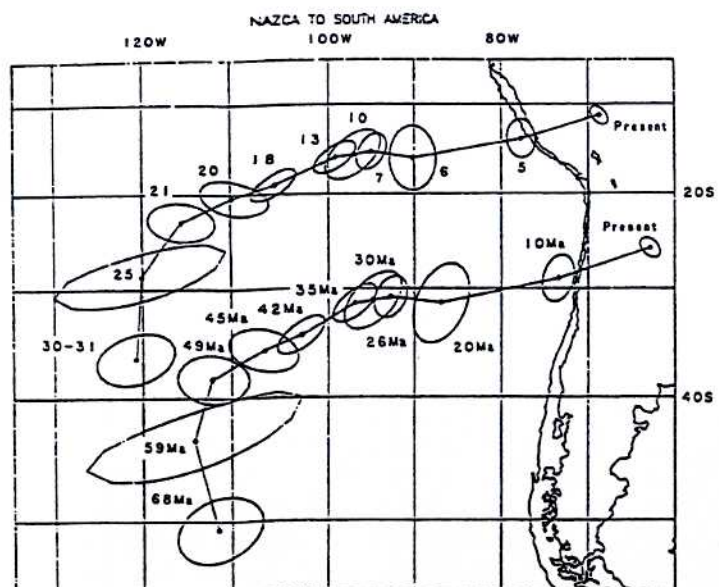 NAZCA TO SOUTH AMERICA
120W 100W 80W
10
13
Present
18
7 6 5
20
21
20S
Present
10Ma
25
30Ma
35Ma
42Ma
45Ma
26Ma 20Ma
30-31
49Ma
40S
59Ma
68Ma